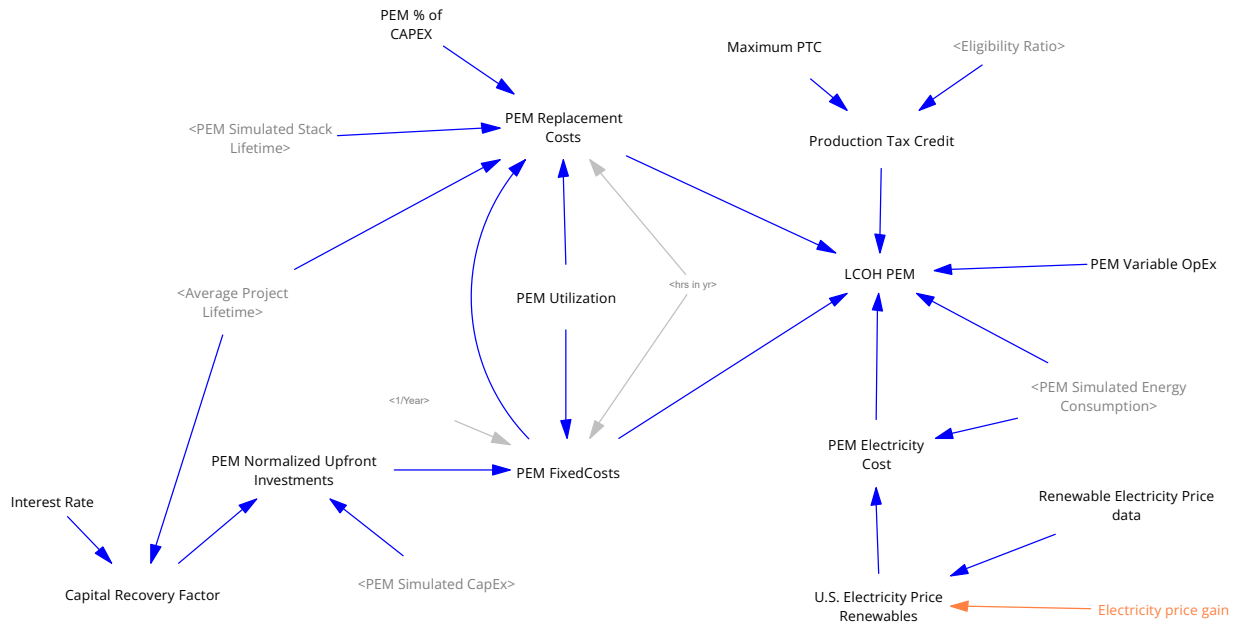 PEM % of
CAPEX
Maximum PTC
<Eligibility Ratio>
<PEM Simulated Stack
Lifetime>
PEM Replacement
Costs
Production Tax Credit
LCOH PEM
PEM Variable OpEx
<Average Project
Lifetime>
PEM Utilization
<hrs in yr>
<1/Year>
<PEM Simulated Energy
Consumption>
PEM Normalized Upfront
Investments
PEM FixedCosts
PEM Electricity
Cost
Interest Rate
Renewable Electricity Price
data
Capital Recovery Factor
<PEM Simulated CapEx>
U.S. Electricity Price
Renewables
Electricity price gain